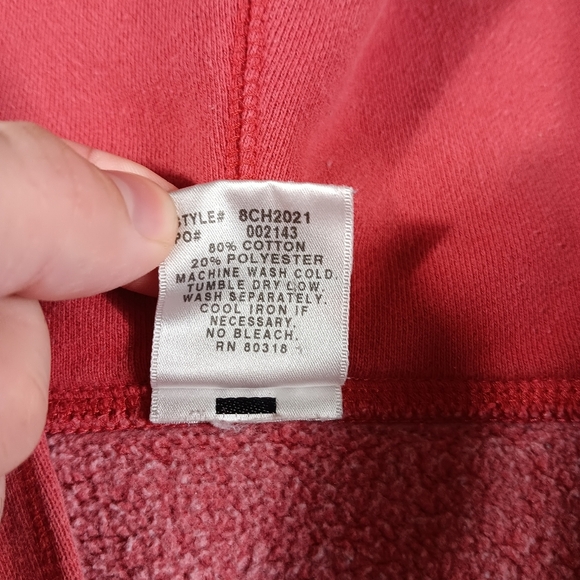 STYLE# 8CH2021
PO# 002143
80% COTTON
20% POLYESTER
MACHINE WASH COLD.
TUMBLE DRY LOW.
WASH SEPARATELY.
COOL IRON IF
NECESSARY.
NO BLEACH.
RN 80318